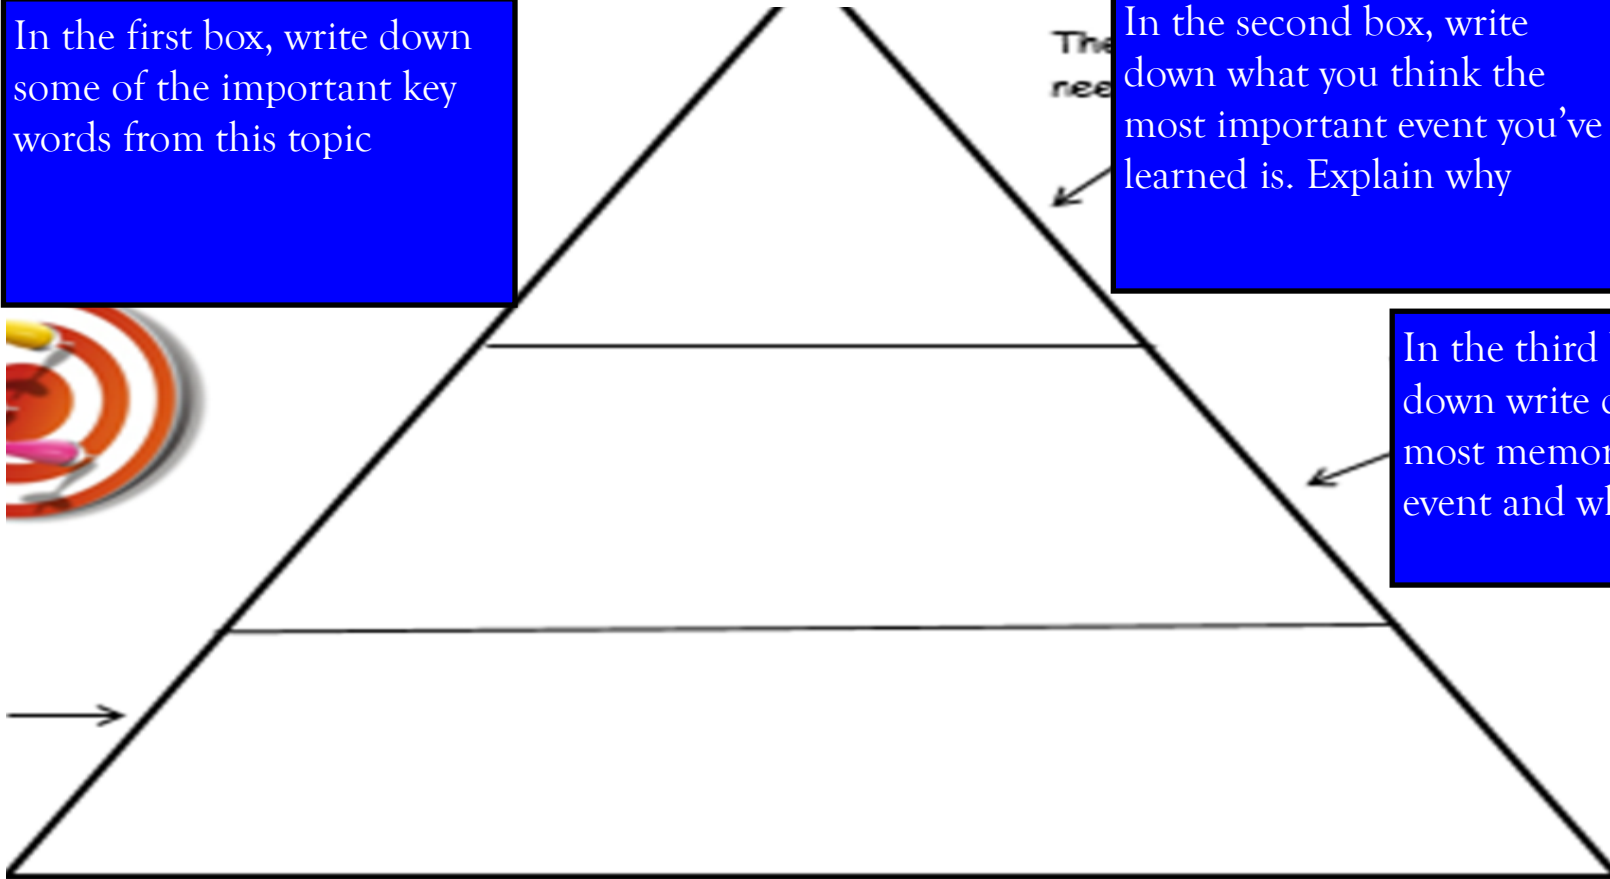 In the first box, write down
some of the important key
words from this topic
In the second box, write
down what you think the
most important event you've
learned is. Explain why
In the third
down write
most
event and